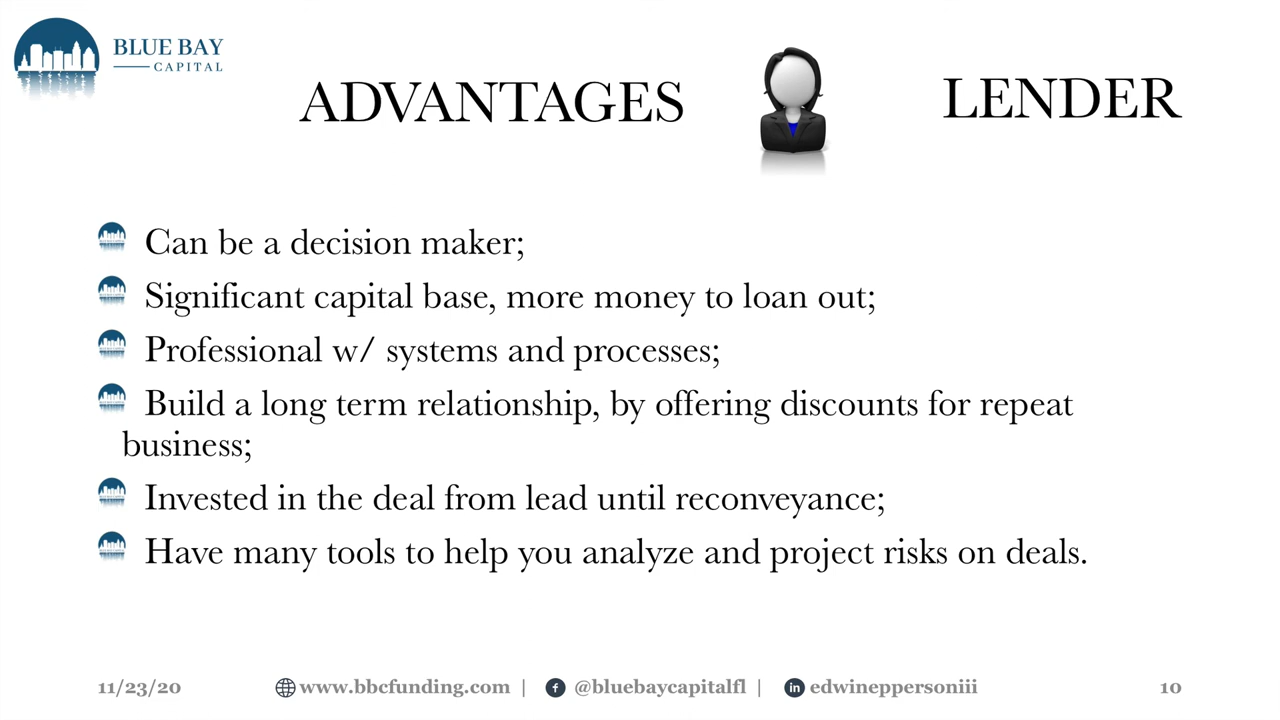 BLUE BAY
CAPITAL
ADVANTAGES LENDER
Can be a decision maker;
Significant capital base, more money to loan out;
Professional w/ systems and processes;
Build a long term relationship, by offering discounts for repeat
business;
Invested in the deal from lead until reconveyance;
Have many tools to help you analyze and project risks on deals.
11/23/20 www.bbcfunding.com | @bluebaycapitalfl | edwineppersoniii 10